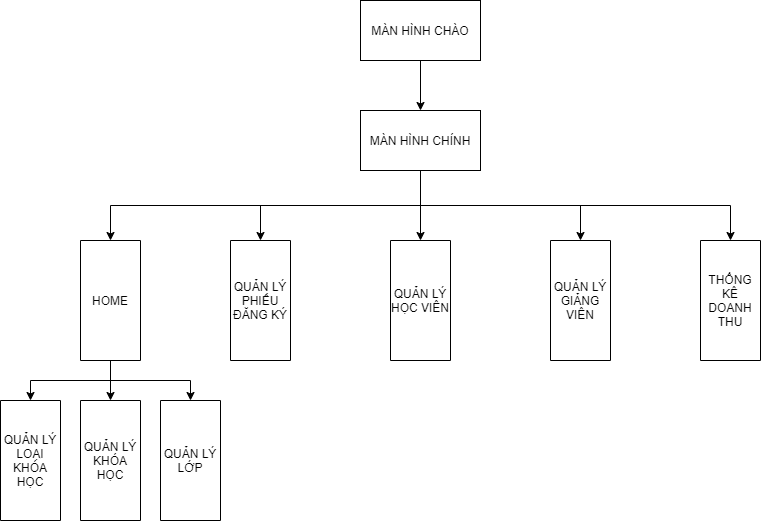 MÀN HÌNH CHÀO
MÀN HÌNH CHÍNH
HOME
QUẢN LÝ
PHIẾU
ĐĂNG KÝ
QUẢN LÝ
HỌC VIÊN
QUẢN LÝ
GIẢNG
VIÊN
THỐNG
KÊ
DOANH
THU
QUẢN LÝ
LOẠI
KHÓA
HỌC
QUẢN LÝ
KHÓA
HỌC
QUẢN LÝ
LỚP